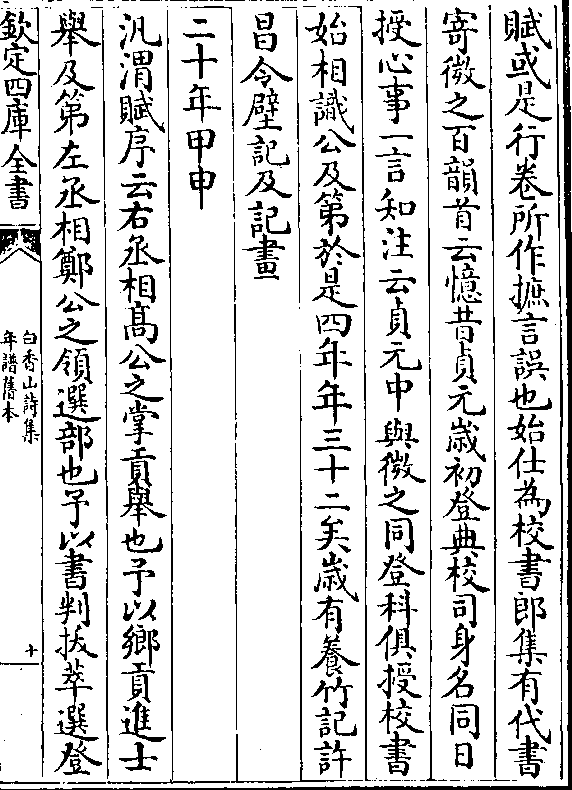 賦或是行卷所作摭言誤也始仕為校書郎集有代書
寄微之百韻首云憶昔貞元歲初登典校司身名同日
授心事一言知注云貞元中與微之同登科俱授校書
始相識公及第於是四年年三十二矣歲有養竹記許
昌令壁記及記畫
二十年甲申
汎渭賦序云右丞相髙公之掌貢舉也予以鄉貢進士
舉及第左丞相鄭公之領選部也予以書判拔萃選登
欽定四庫全書
白香山詩集
年譜舊本
十